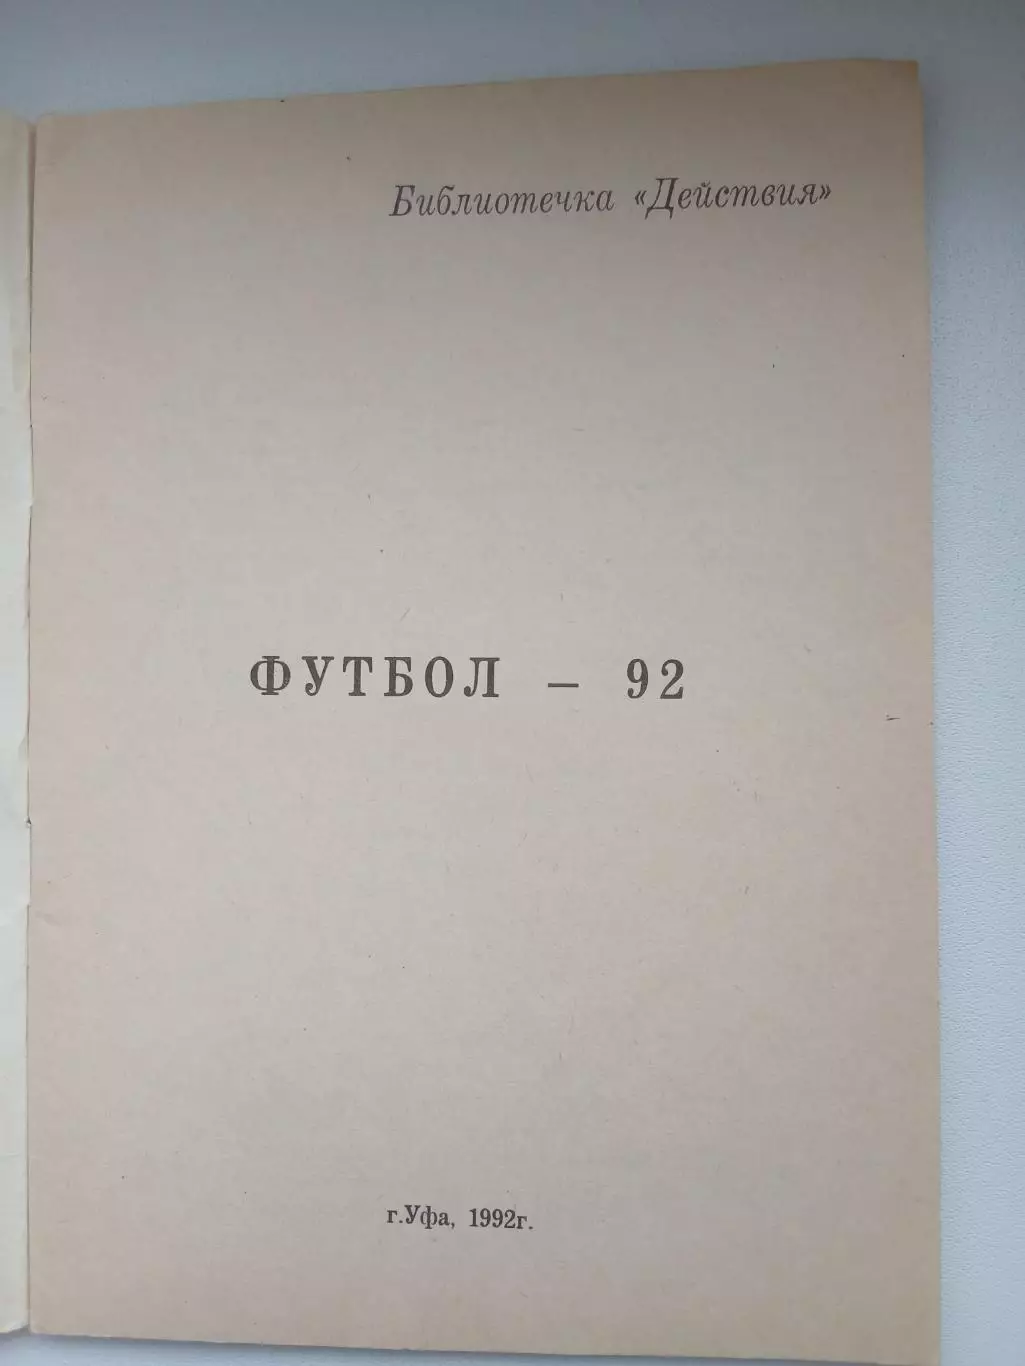 Библиотечка «Действия»
ФУТБОЛ – 92
г.Уфа, 1992г.